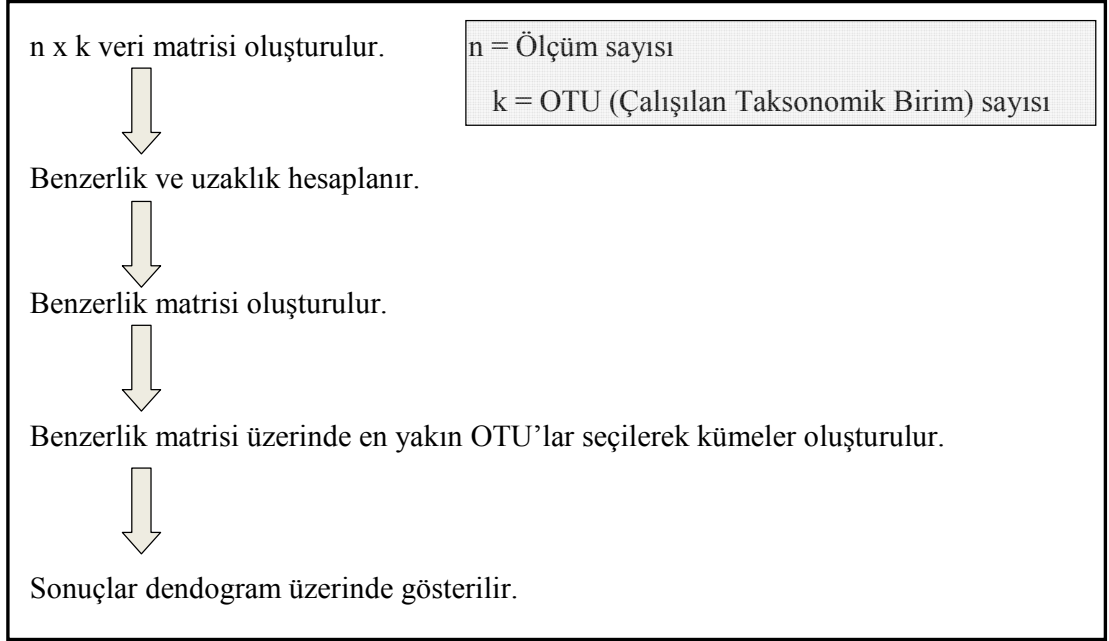 n x k veri matrisi oluşturulur.
n = Ölçüm sayısı
k = OTU (Çalışılan Taksonomik Birim) sayısı
Benzerlik ve uzaklık hesaplanır.
Benzerlik matrisi oluşturulur.
Benzerlik matrisi üzerinde en yakın OTU’lar seçilerek kümeler oluşturulur.
Sonuçlar dendogram üzerinde gösterilir.